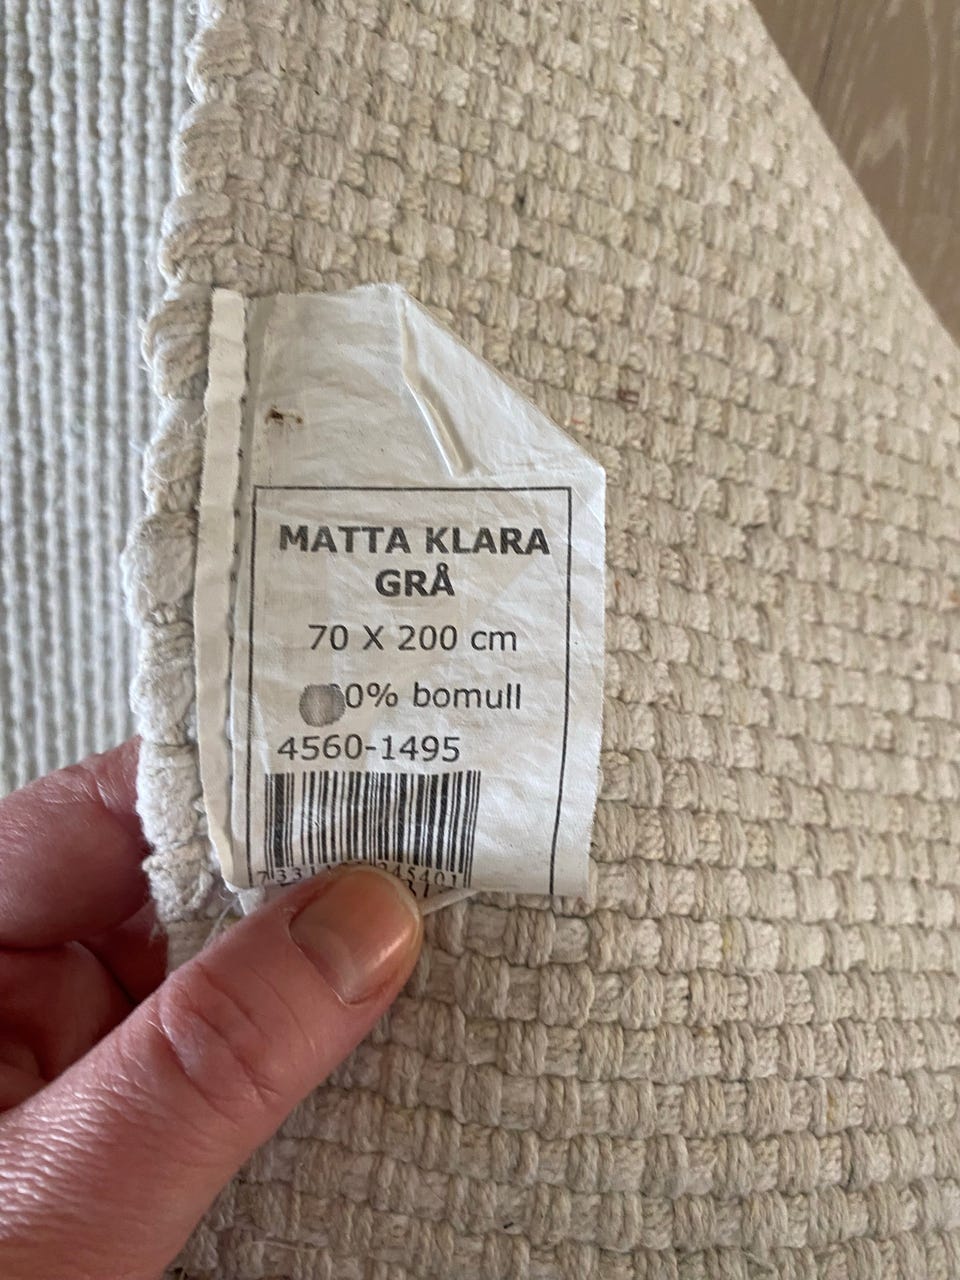 MATTA KLARA
GRÅ
70 X 200 cm
bomull
4560-1495